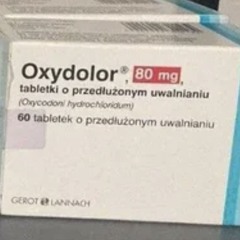 Oxydolor®, 80 mg,
tabletki o przedłużonym uwalnianiu
(Oxycodoni hydrochloridum)
60 tabletek o przedłużonym uwalnianiu
GEROT LANNACH